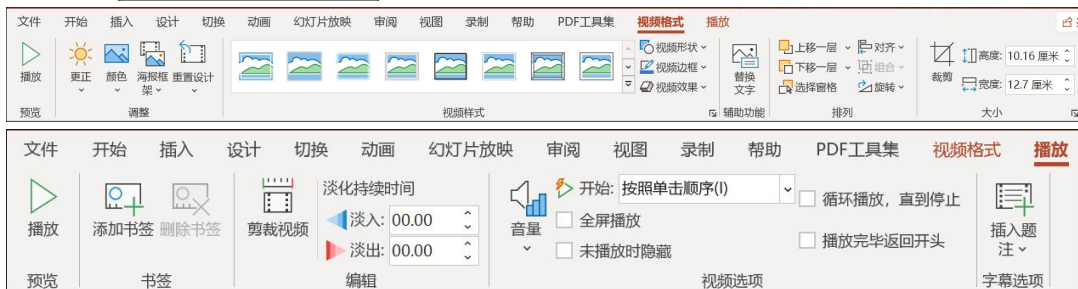 文件 开始 插入 设计 切换 动画 幻灯片放映 审阅 视图 录制 帮助 PDF工具集 视频格式 播放
播放 更正 颜色 海报框架 重置设计 视频形状 视频边框 视频效果 替换文字 上移一层 下移一层 选择窗格 对齐 组合 旋转 裁剪 高度: 10.16 厘米 宽度: 12.7 厘米
预览 调整 视频样式 辅助功能 排列 大小
文件 开始 插入 设计 切换 动画 幻灯片放映 审阅 视图 录制 帮助 PDF工具集 视频格式 播放
淡化持续时间 开始: 按照单击顺序(I) 循环播放，直到停止
播放 添加书签 删除书签 剪裁视频 淡入: 00.00 音量 全屏播放 插入题注
淡出: 00.00 未播放时隐藏 播放完毕返回开头
预览 书签 编辑 视频选项 字幕选项